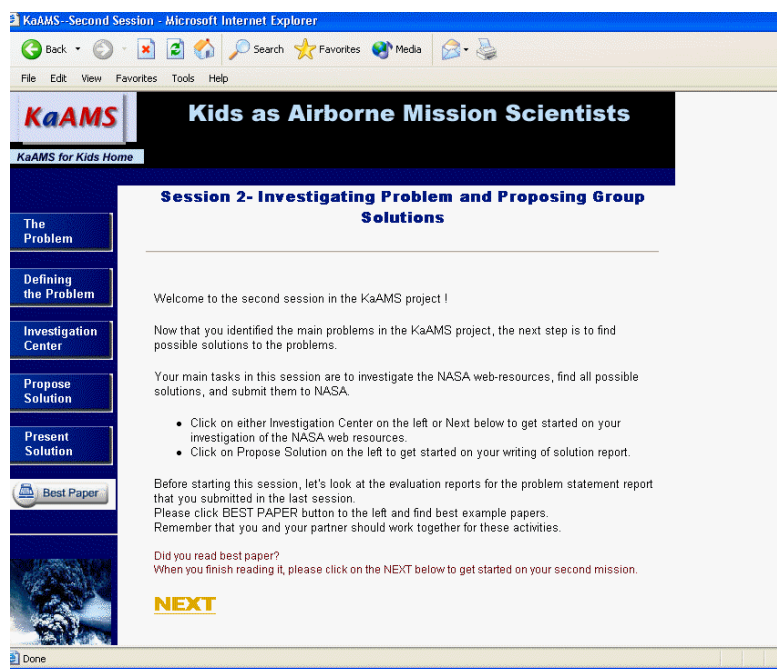 KaAMS--Second Session - Microsoft Internet Explorer
Back Search Favorites Media
File Edit View Favorites Tools Help
KaAMS
Kids as Airborne Mission Scientists
KaAMS for Kids Home
Session 2- Investigating Problem and Proposing Group
Solutions
The
Problem
Defining
the Problem
Investigation
Center
Propose
Solution
Present
Solution
Best Paper
Welcome to the second session in the KaAMS project !
Now that you identified the main problems in the KaAMS project, the next step is to find
possible solutions to the problems.
Your main tasks in this session are to investigate the NASA web-resources, find all possible
solutions, and submit them to NASA.
• Click on either Investigation Center on the left or Next below to get started on your
investigation of the NASA web resources.
• Click on Propose Solution on the left to get started on your writing of solution report.
Before starting this session, let's look at the evaluation reports for the problem statement report
that you submitted in the last session.
Please click BEST PAPER button to the left and find best example papers.
Remember that you and your partner should work together for these activities.
Did you read best paper?
When you finish reading it, please click on the NEXT below to get started on your second mission.
NEXT
Done